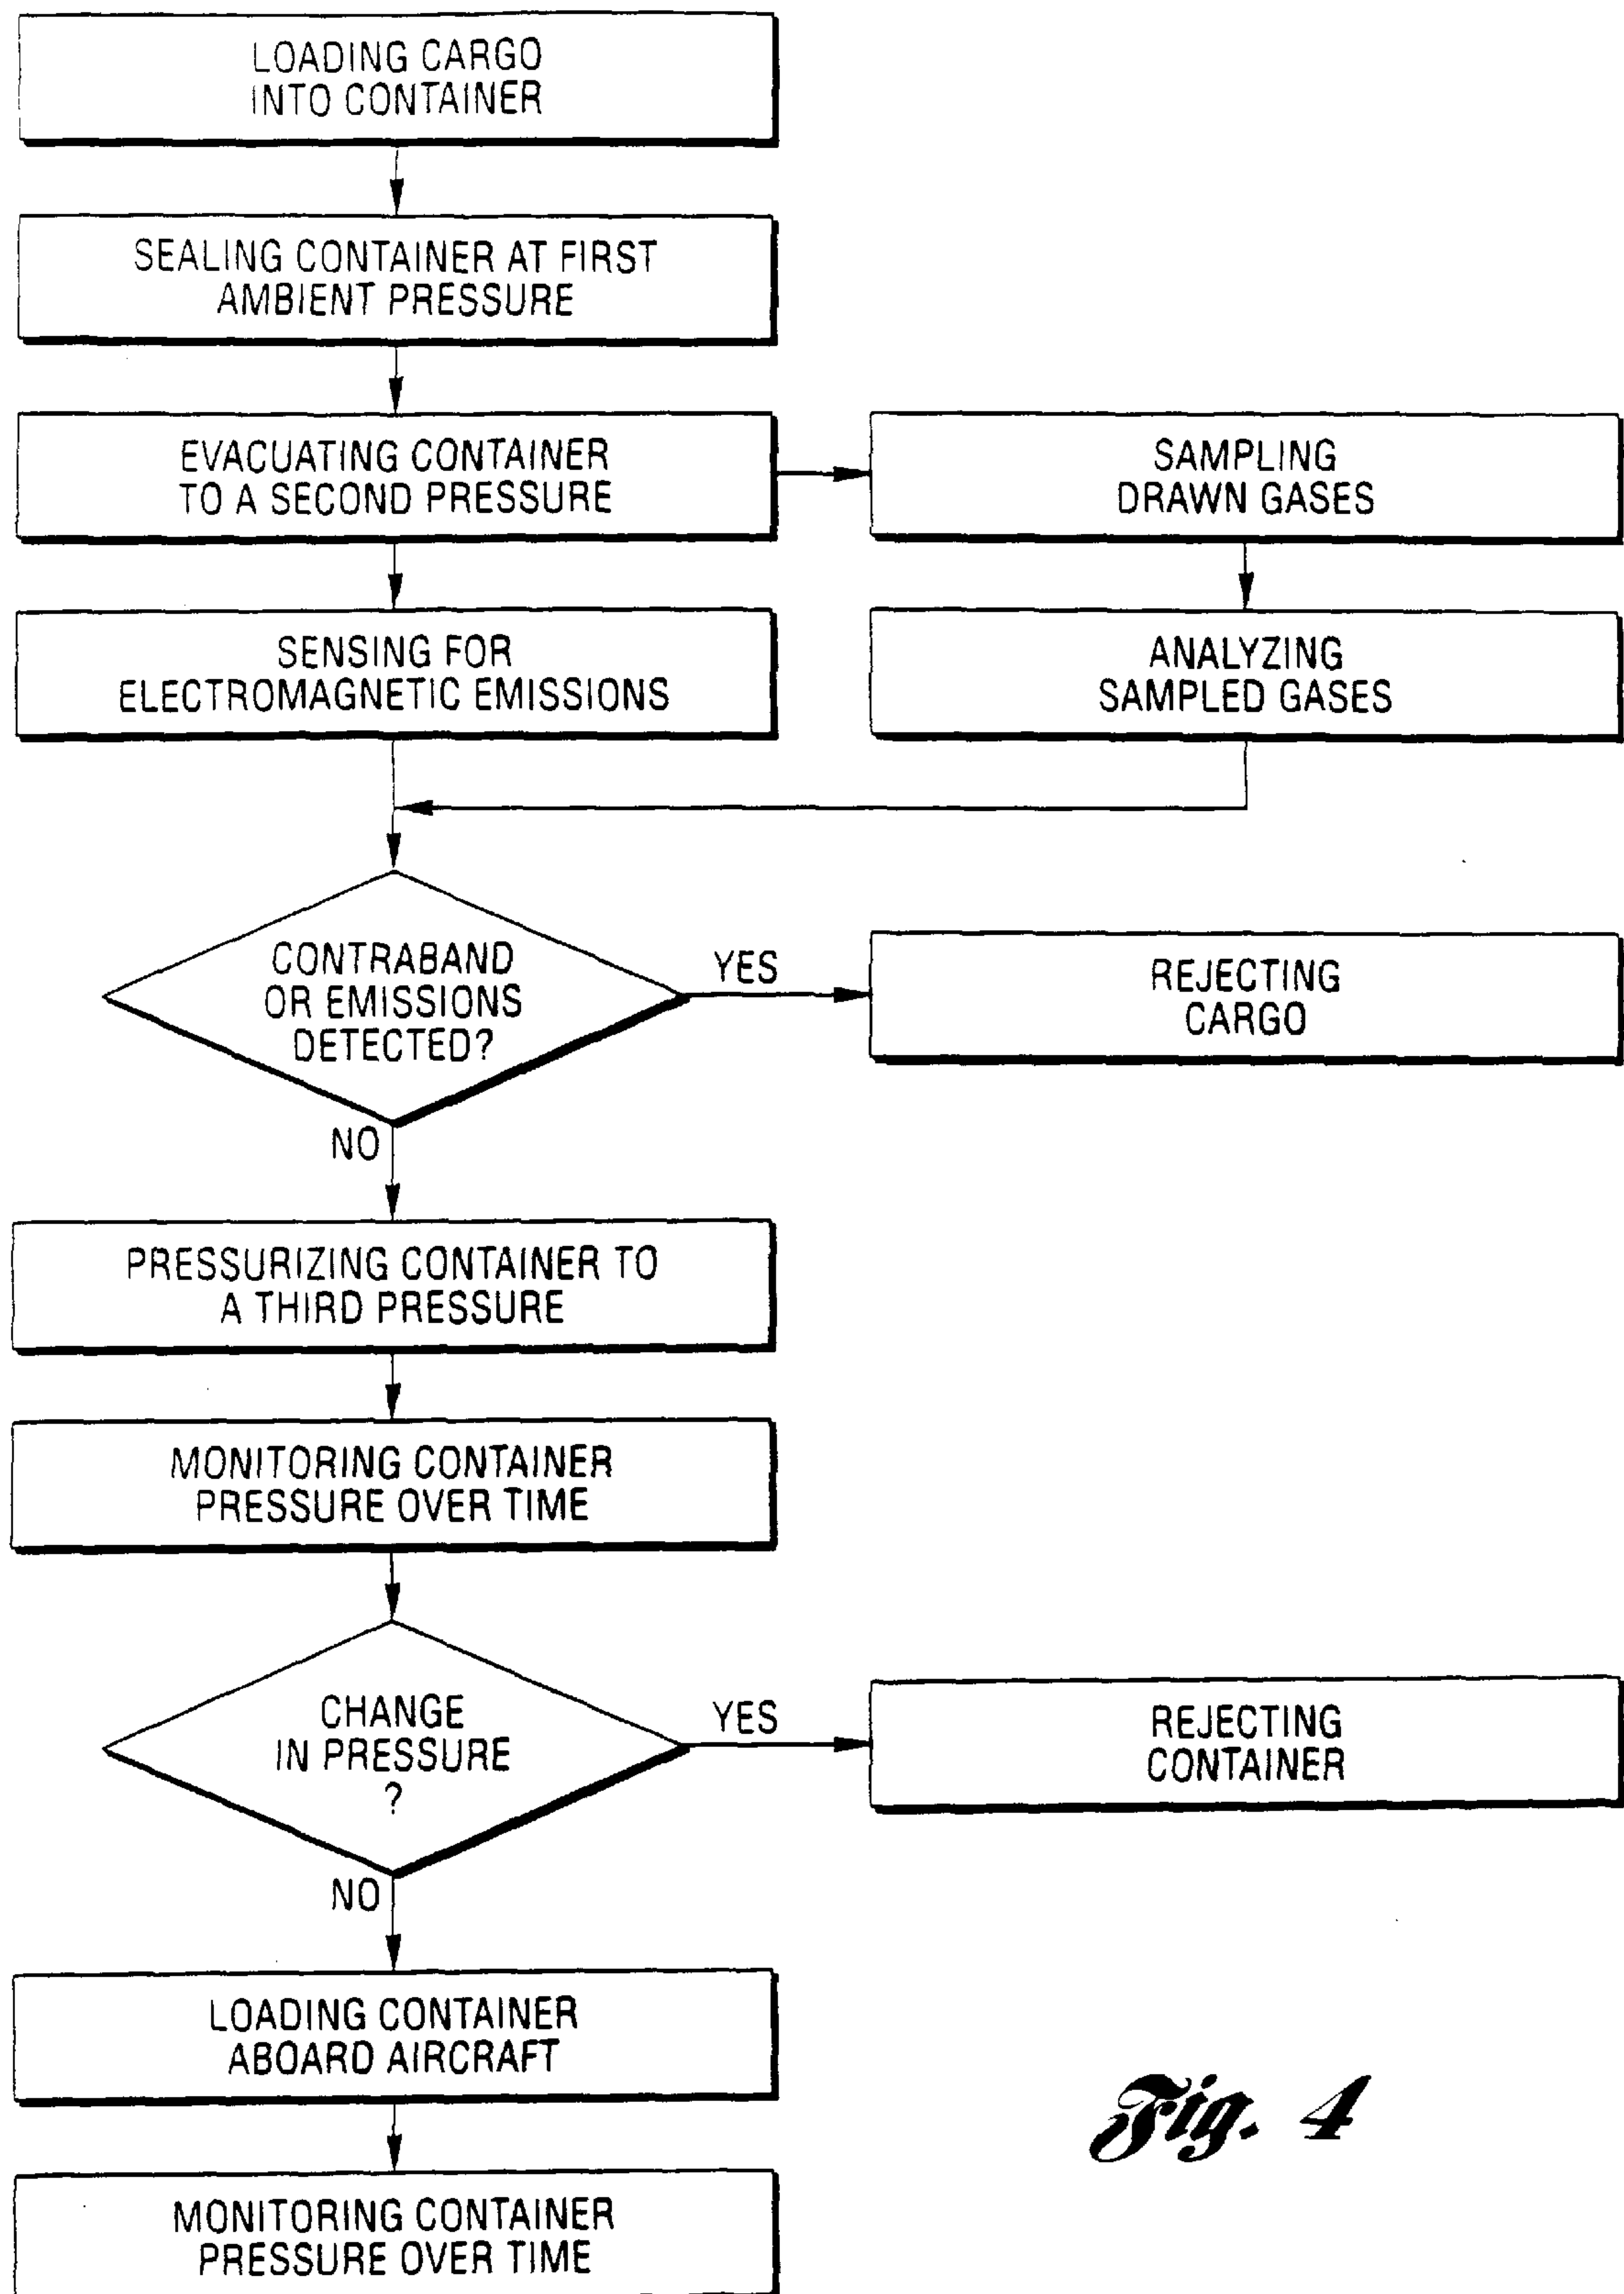 LOADING CARGO
INTO CONTAINER
SEALING CONTAINER AT FIRST
AMBIENT PRESSURE
EVACUATING CONTAINER
TO A SECOND PRESSURE
SAMPLING
DRAWN GASES
SENSING FOR
ELECTROMAGNETIC EMISSIONS
ANALYZING
SAMPLED GASES
CONTRABAND
OR EMISSIONS
DETECTED?
YES
REJECTING
CARGO
NO
PRESSURIZING CONTAINER TO
A THIRD PRESSURE
MONITORING CONTAINER
PRESSURE OVER TIME
CHANGE
IN PRESSURE
?
YES
REJECTING
CONTAINER
NO
LOADING CONTAINER
ABOARD AIRCRAFT
MONITORING CONTAINER
PRESSURE OVER TIME
Fig. 4